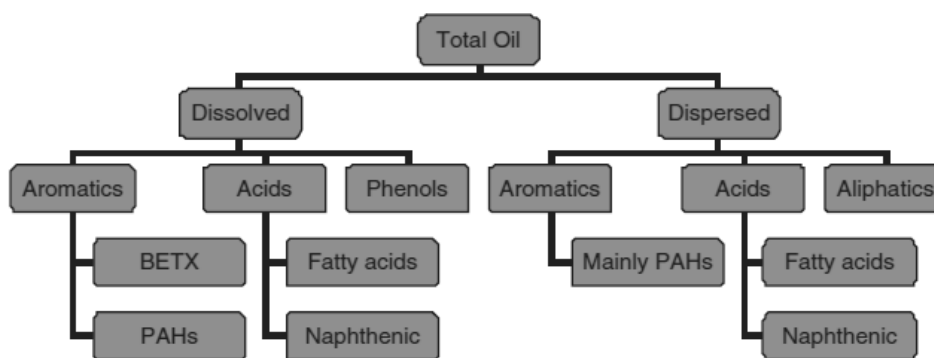 Total Oil
Dissolved
Dispersed
Aromatics
Acids
Phenols
Aromatics
Acids
Aliphatics
BETX
Fatty acids
Mainly PAHs
Fatty acids
PAHs
Naphthenic
Naphthenic